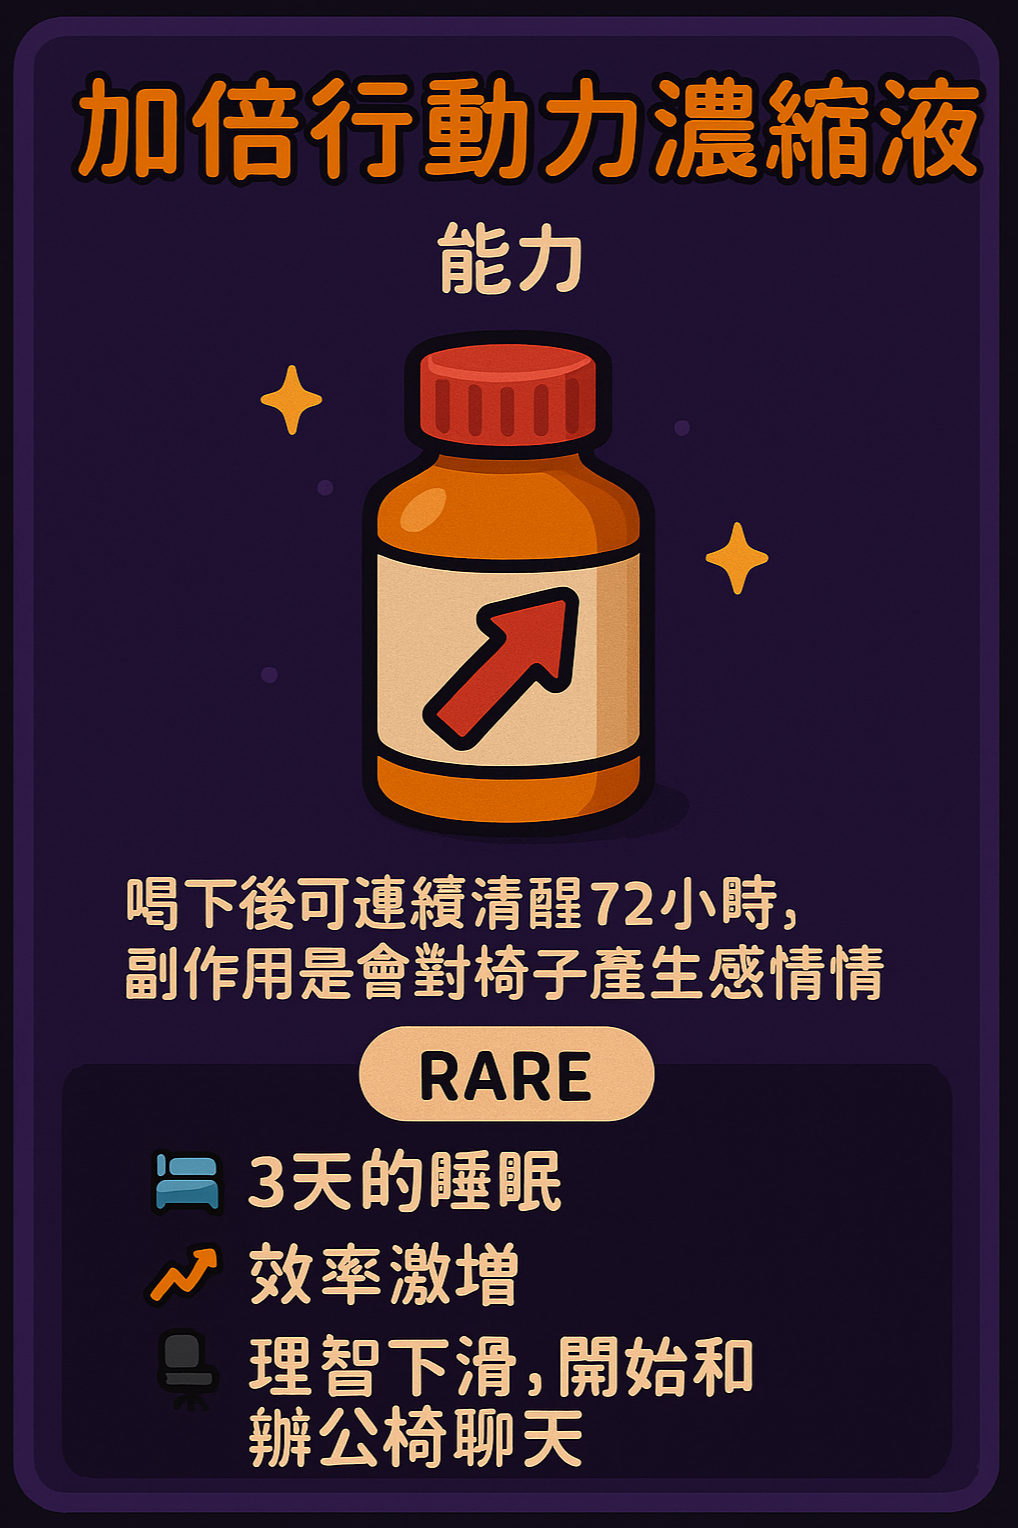 加倍行動力濃縮液
能力
喝下後可連續清醒72小時,
副作用是會對椅子產生感情情
RARE
3天的睡眠
效率激增
理智下滑,開始和
辦公椅聊天